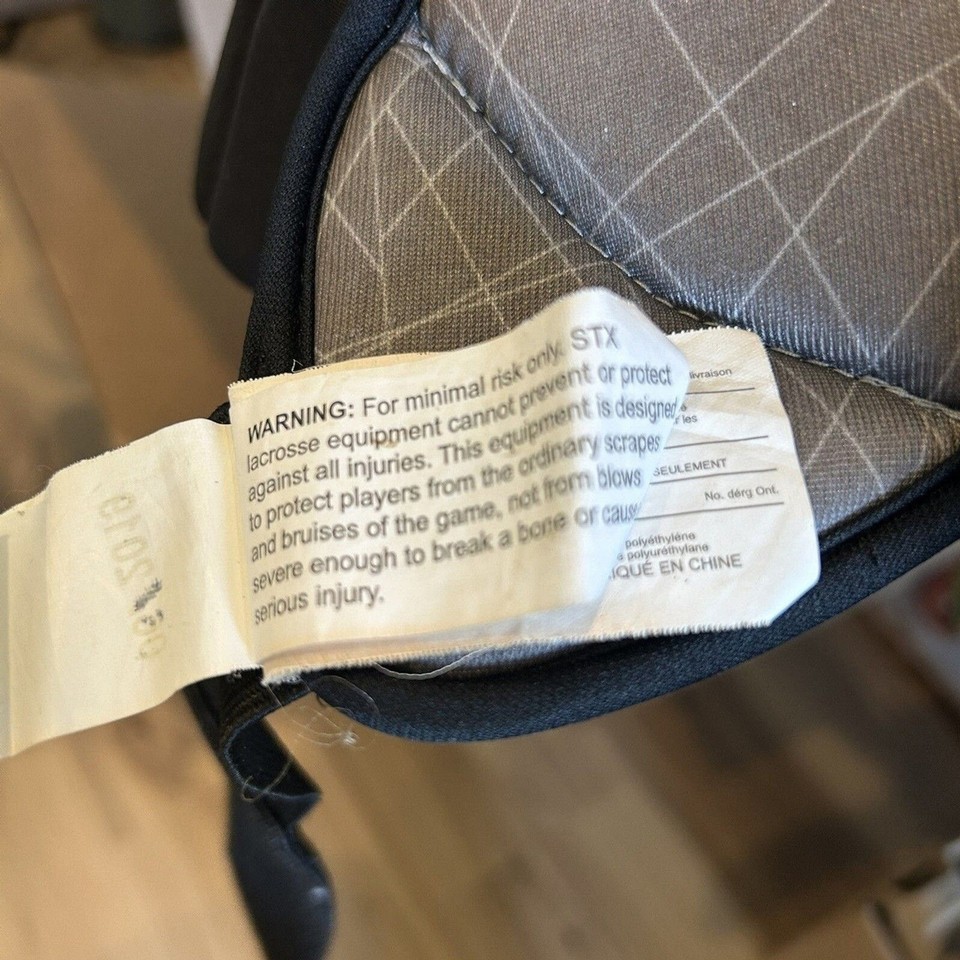 WARNING: For minimal risk only. STX
lacrosse equipment cannot prevent or protect
against all injuries. This equipment is designed
to protect players from the ordinary scrapes
and bruises of the game, not from blows
severe enough to break a bone or cause
serious injury.
livraison
les
SEULEMENT
No. dérg Ont.
polyéthylène
polyuréthylane
IQUÉ EN CHINE